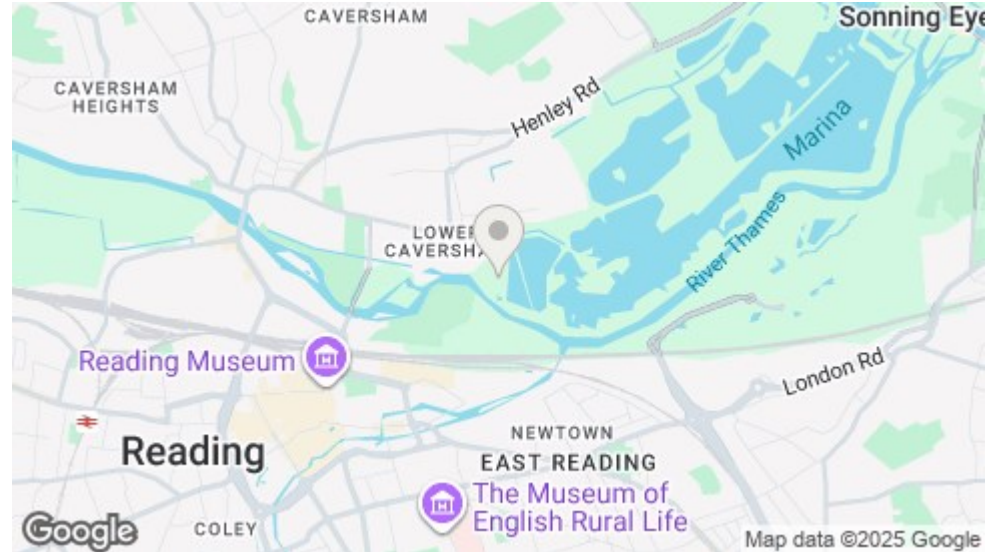 CAVERSHAM
Sonning Eye
CAVERSHAM
HEIGHTS
Henley Rd
Marina
LOWER
CAVERSHA
River Thames
Reading Museum
London Rd
Reading
NEWTOWN
EAST READING
The Museum of
English Rural Life
COLEY
Google
Map data ©2025 Google